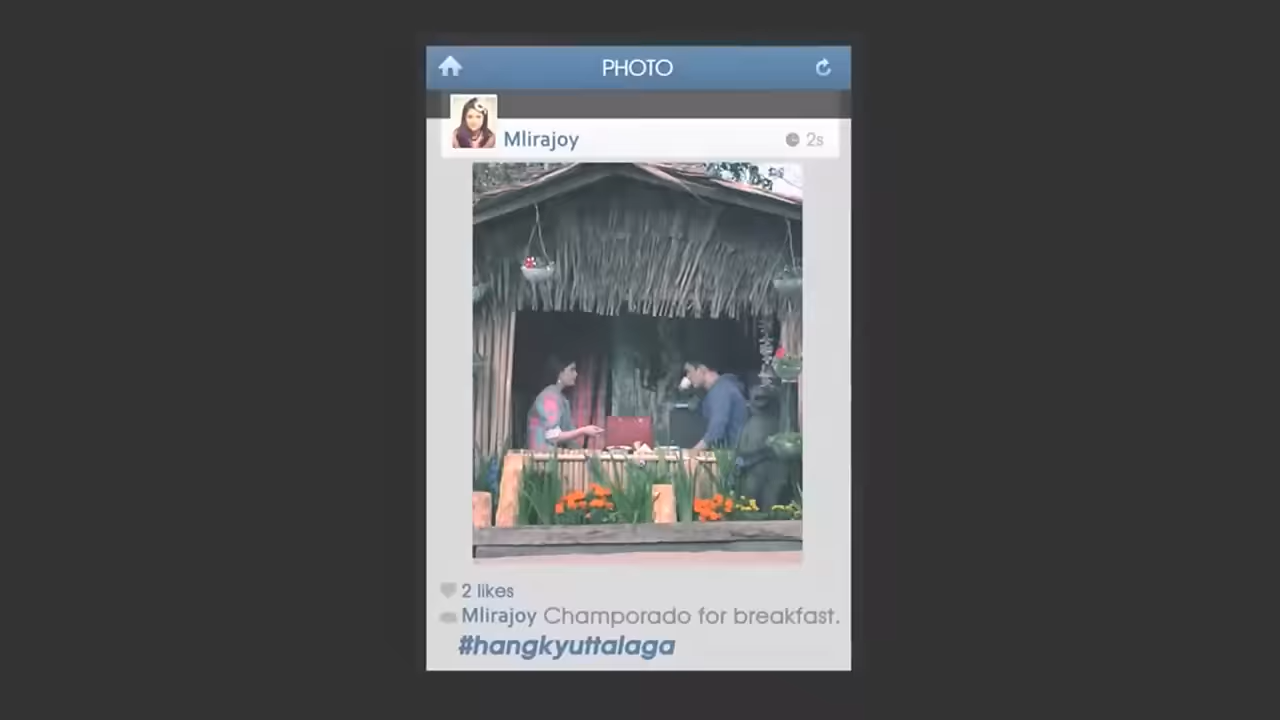 PHOTO
Mlirajoy 2s
2 likes
Mlirajoy Champorado for breakfast.
#hangkyuttalaga